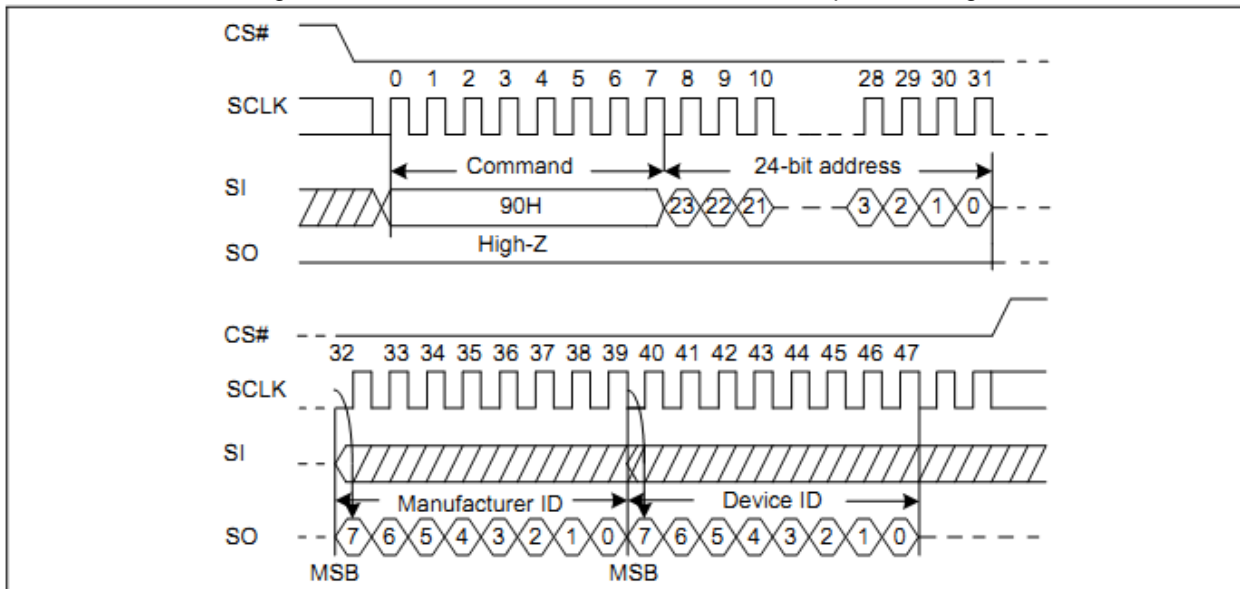 CS#
0 1 2 3 4 5 6 7 8 9 10 28 29 30 31
SCLK
Command 24-bit address
SI
90H 23 22 21 3 2 1 0
High-Z
SO
CS#
32 33 34 35 36 37 38 39 40 41 42 43 44 45 46 47
SCLK
SI
Manufacturer ID Device ID
SO 7 6 5 4 3 2 1 0 7 6 5 4 3 2 1 0
MSB MSB